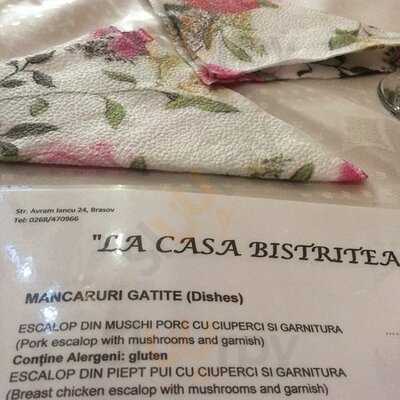 Str. Avram Iancu 24, Brasov
Tel: 0268/470966
"LA CASA BISTRITEA
MANCARURI GATITE (Dishes)
ESCALOP DIN MUSCHI PORC CU CIUPERCI SI GARNITURA
(Pork escalop with mushrooms and garnish)
Conține Alergeni: gluten
ESCALOP DIN PIEPT PUI CU CIUPERCI SI GARNITURA
(Breast chicken escalop with mushrooms and garnish)